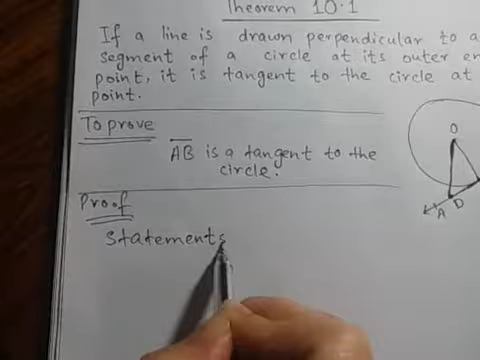 Theorem 10.1
If a line is drawn perpendicular to a
segment of a circle at its outer en
point, it is tangent to the circle at
point.
To prove
AB is a tangent to the
circle.
O
A D
Proof
Statements